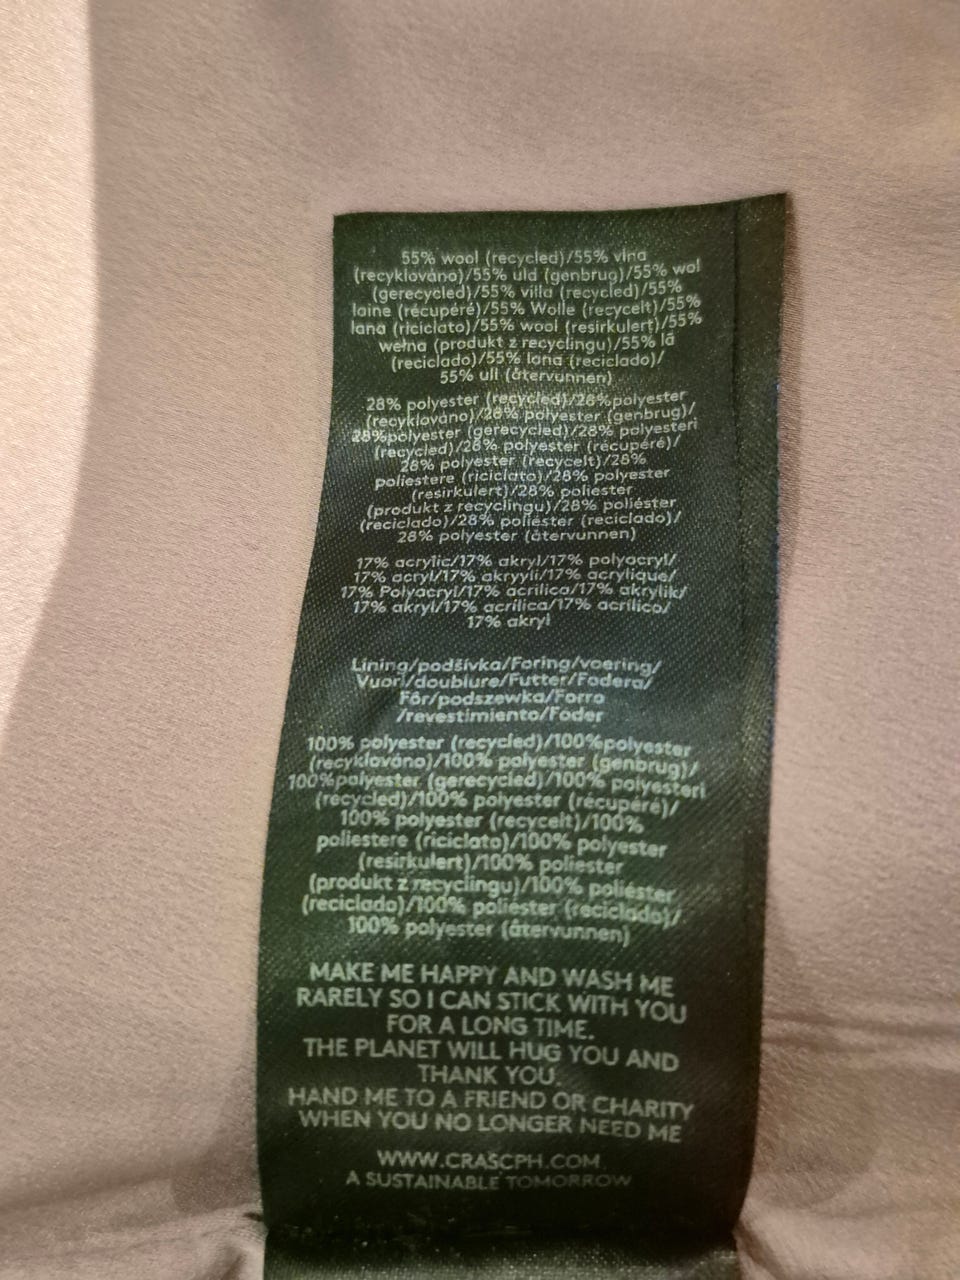 55% wool (recycled)/55% vlna
(recyklováno)/55% uld (genbrug)/55% wol
(gerecycled)/55% villa (recycled)/55%
laine (récupéré)/55% Wolle (recycelt)/55%
lana (riciclato)/55% wool (resirkulert)/55%
wełna (produkt z recyclingu)/55% lã
(reciclado)/55% lana (reciclado)/
55% ull (återvunnen)
28% polyester (recycled)/28%polyester
(recyklováno)/28% polyester (genbrug)/
28%polyester (gerecycled)/28% polyesteri
(recycled)/28% polyester (récupéré)/
28% polyester (recycelt)/28%
poliestere (riciclato)/28% polyester
(resirkulert)/28% poliester
(produkt z recyclingu)/28% poliéster
(reciclado)/28% poliéster (reciclado)/
28% polyester (återvunnen)
17% acrylic/17% akryl/17% polyacryl/
17% acryl/17% akryyli/17% acrylique/
17% Polyacryl/17% acrilica/17% akrylik/
17% akryl/17% acrílica/17% acrílico/
17% akryl
Lining/podšívka/Foring/voering/
Vuori/doublure/Futter/Fodera/
Fôr/podszewka/Forro
/revestimiento/Foder
100% polyester (recycled)/100%polyester
(recyklováno)/100% polyester (genbrug)/
100%polyester (gerecycled)/100% polyesteri
(recycled)/100% polyester (récupéré)/
100% polyester (recycelt)/100%
poliestere (riciclato)/100% polyester
(resirkulert)/100% poliester
(produkt z recyclingu)/100% poliéster
(reciclado)/100% poliéster (reciclado)/
100% polyester (återvunnen)
MAKE ME HAPPY AND WASH ME
RARELY SO I CAN STICK WITH YOU
FOR A LONG TIME.
THE PLANET WILL HUG YOU AND
THANK YOU.
HAND ME TO A FRIEND OR CHARITY
WHEN YOU NO LONGER NEED ME
WWW.CRASCPH.COM
A SUSTAINABLE TOMORROW